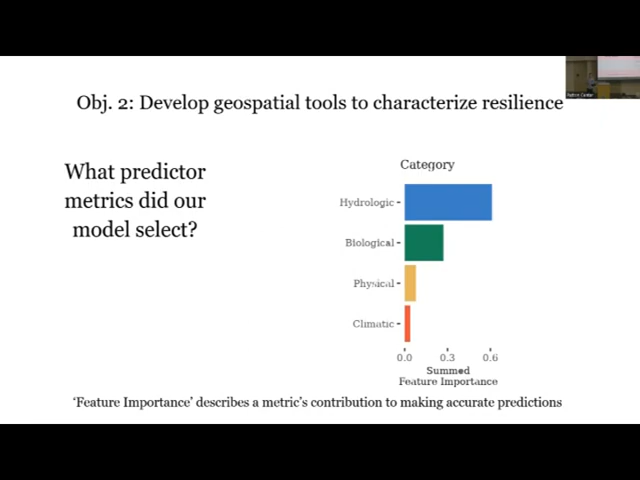 Obj. 2: Develop geospatial tools to characterize resilience
What predictor
metrics did our
model select?
Category
Hydrologic
Biological
Physical
Climatic
0.0 0.3 0.6
Summed
Feature Importance
'Feature Importance' describes a metric's contribution to making accurate predictions